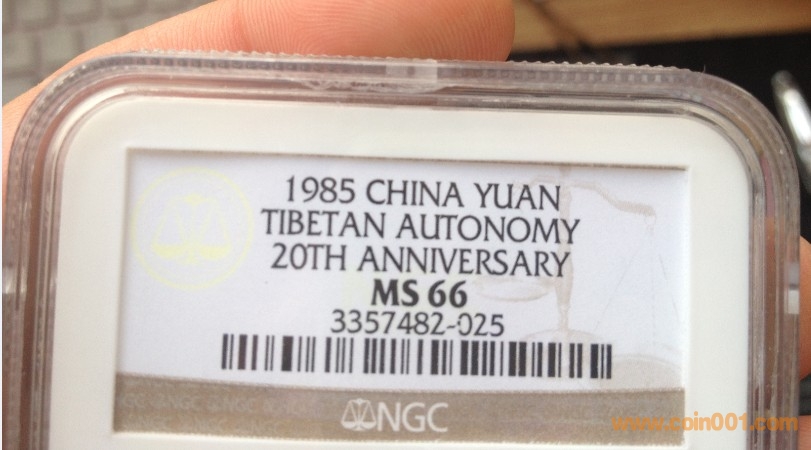 1985 CHINA YUAN
TIBETAN AUTONOMY
20TH ANNIVERSARY
MS 66
3357482-025
NGC
www.coin001.com